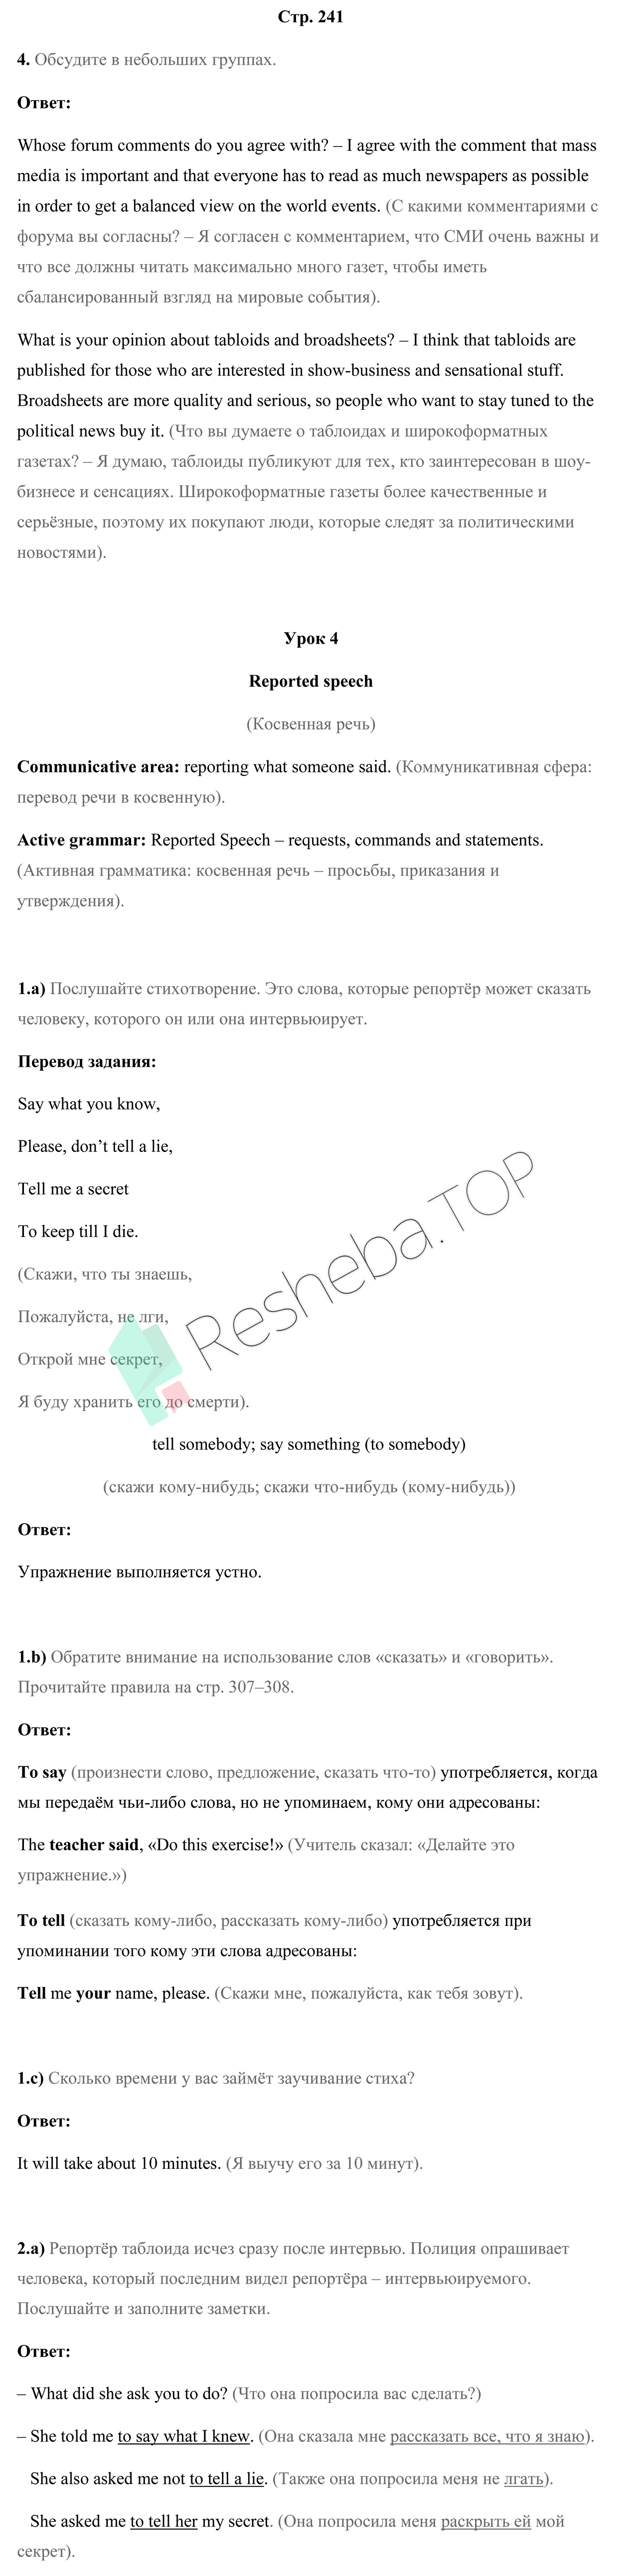 Стр. 241
4. Обсудите в небольших группах.
Ответ:
Whose forum comments do you agree with? – I agree with the comment that mass
media is important and that everyone has to read as much newspapers as possible
in order to get a balanced view on the world events. (С какими комментариями с
форума вы согласны? – Я согласен с комментарием, что СМИ очень важны и
что все должны читать максимально много газет, чтобы иметь
сбалансированный взгляд на мировые события).
What is your opinion about tabloids and broadsheets? – I think that tabloids are
published for those who are interested in show-business and sensational stuff.
Broadsheets are more quality and serious, so people who want to stay tuned to the
political news buy it. (Что вы думаете о таблоидах и широкоформатных
газетах? – Я думаю, таблоиды публикуют для тех, кто заинтересован в шоу-
бизнесе и сенсациях. Широкоформатные газеты более качественные и
серьёзные, поэтому их покупают люди, которые следят за политическими
новостями).
Урок 4
Reported speech
(Косвенная речь)
Communicative area: reporting what someone said. (Коммуникативная сфера:
перевод речи в косвенную).
Active grammar: Reported Speech – requests, commands and statements.
(Активная грамматика: косвенная речь – просьбы, приказания и
утверждения).
1.a) Послушайте стихотворение. Это слова, которые репортёр может сказать
человеку, которого он или она интервьюирует.
Перевод задания:
Say what you know,
Please, don’t tell a lie,
Tell me a secret
To keep till I die.
(Скажи, что ты знаешь,
Пожалуйста, не лги,
Открой мне секрет,
Я буду хранить его до смерти).
Resheba.TOP
tell somebody; say something (to somebody)
(скажи кому-нибудь; скажи что-нибудь (кому-нибудь))
Ответ:
Упражнение выполняется устно.
1.b) Обратите внимание на использование слов «сказать» и «говорить».
Прочитайте правила на стр. 307–308.
Ответ:
To say (произнести слово, предложение, сказать что-то) употребляется, когда
мы передаём чьи-либо слова, но не упоминаем, кому они адресованы:
The teacher said, «Do this exercise!» (Учитель сказал: «Делайте это
упражнение.»)
To tell (сказать кому-либо, рассказать кому-либо) употребляется при
упоминании того кому эти слова адресованы:
Tell me your name, please. (Скажи мне, пожалуйста, как тебя зовут).
1.c) Сколько времени у вас займёт заучивание стиха?
Ответ:
It will take about 10 minutes. (Я выучу его за 10 минут).
2.a) Репортёр таблоида исчез сразу после интервью. Полиция опрашивает
человека, который последним видел репортёра – интервьюируемого.
Послушайте и заполните заметки.
Ответ:
– What did she ask you to do? (Что она попросила вас сделать?)
– She told me to say what I knew. (Она сказала мне рассказать все, что я знаю).
She also asked me not to tell a lie. (Также она попросила меня не лгать).
She asked me to tell her my secret. (Она попросила меня раскрыть ей мой
секрет).